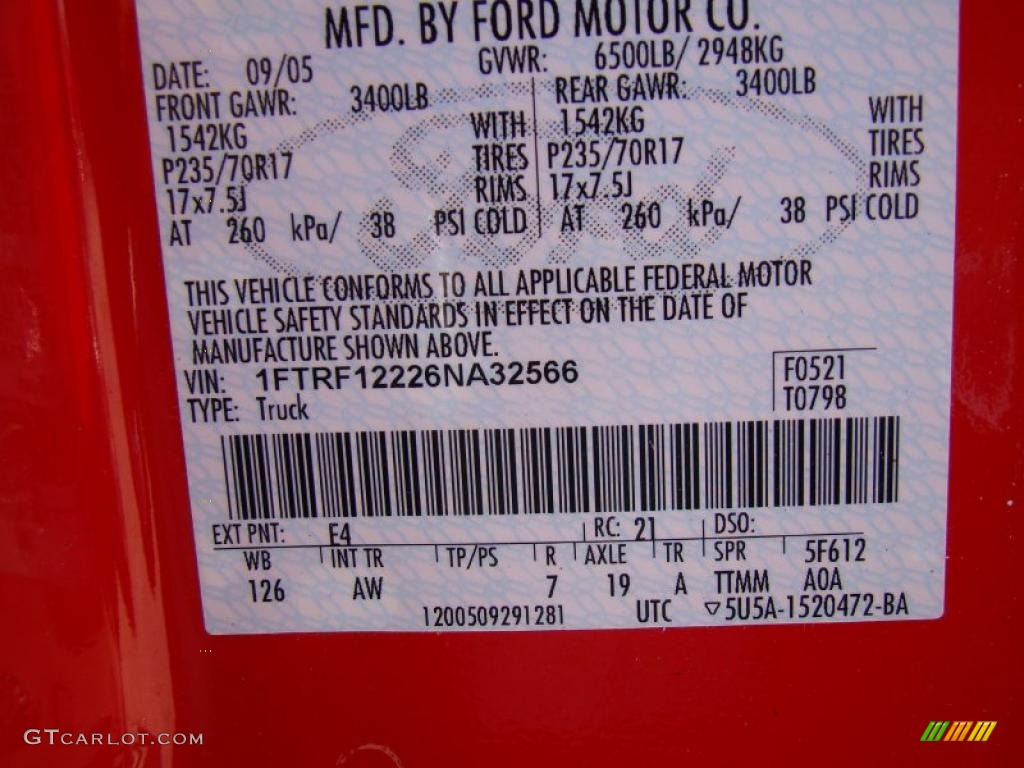 MFD. BY FORD MOTOR CO.
DATE: 09/05 GVWR: 6500LB/ 2948KG
FRONT GAWR: 3400LB REAR GAWR: 3400LB
1542KG WITH 1542KG WITH
P235/70R17 TIRES P235/70R17 TIRES
17x7.5J RIMS 17x7.5J RIMS
AT 260 kPa/ 38 PSI COLD AT 260 kPa/ 38 PSI COLD
THIS VEHICLE CONFORMS TO ALL APPLICABLE FEDERAL MOTOR
VEHICLE SAFETY STANDARDS IN EFFECT ON THE DATE OF
MANUFACTURE SHOWN ABOVE.
VIN: 1FTRF12226NA32566 F0521
TYPE: Truck T0798
EXT PNT: E4 RC: 21 DSO:
WB INT TR TP/PS R AXLE TR SPR 5F612
126 AW 7 19 A TTMM A0A
1200509291281 UTC ▽5U5A-1520472-BA
GTCARLOT.COM